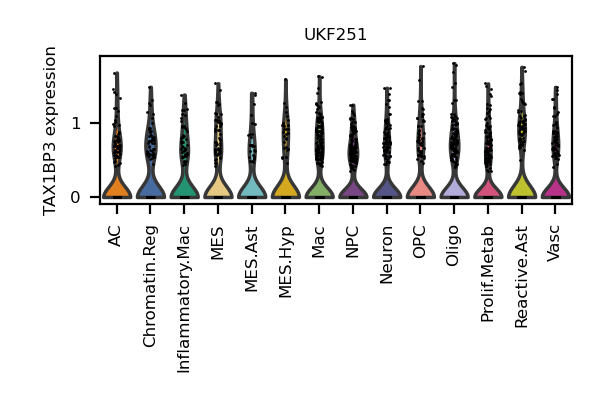 UKF251
TAX1BP3 expression
1
0
AC
Chromatin.Reg
Inflammatory.Mac
MES
MES.Ast
MES.Hyp
Mac
NPC
Neuron
OPC
Oligo
Prolif.Metab
Reactive.Ast
Vasc